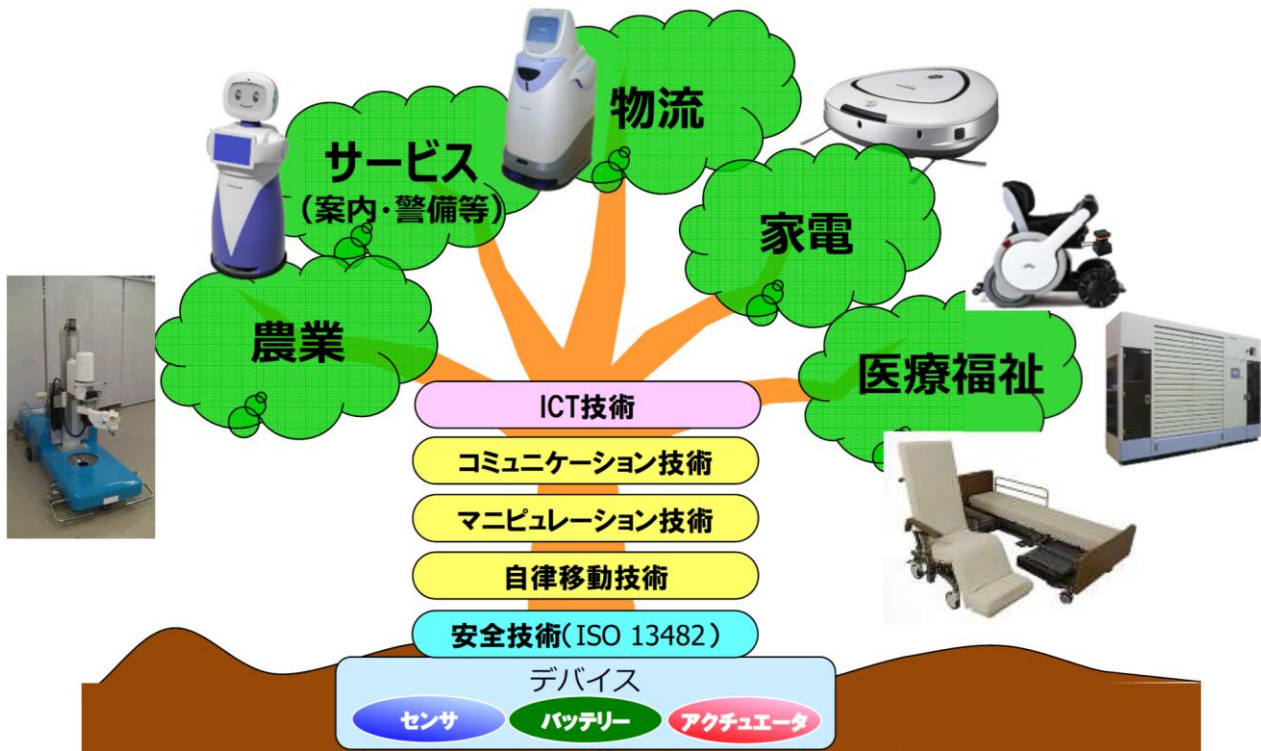 物流
サービス
（案内・警備等）
家電
農業
医療福祉
ICT技術
コミュニケーション技術
マニピュレーション技術
自律移動技術
安全技術(ISO 13482)
デバイス
センサ
バッテリー
アクチュエータ